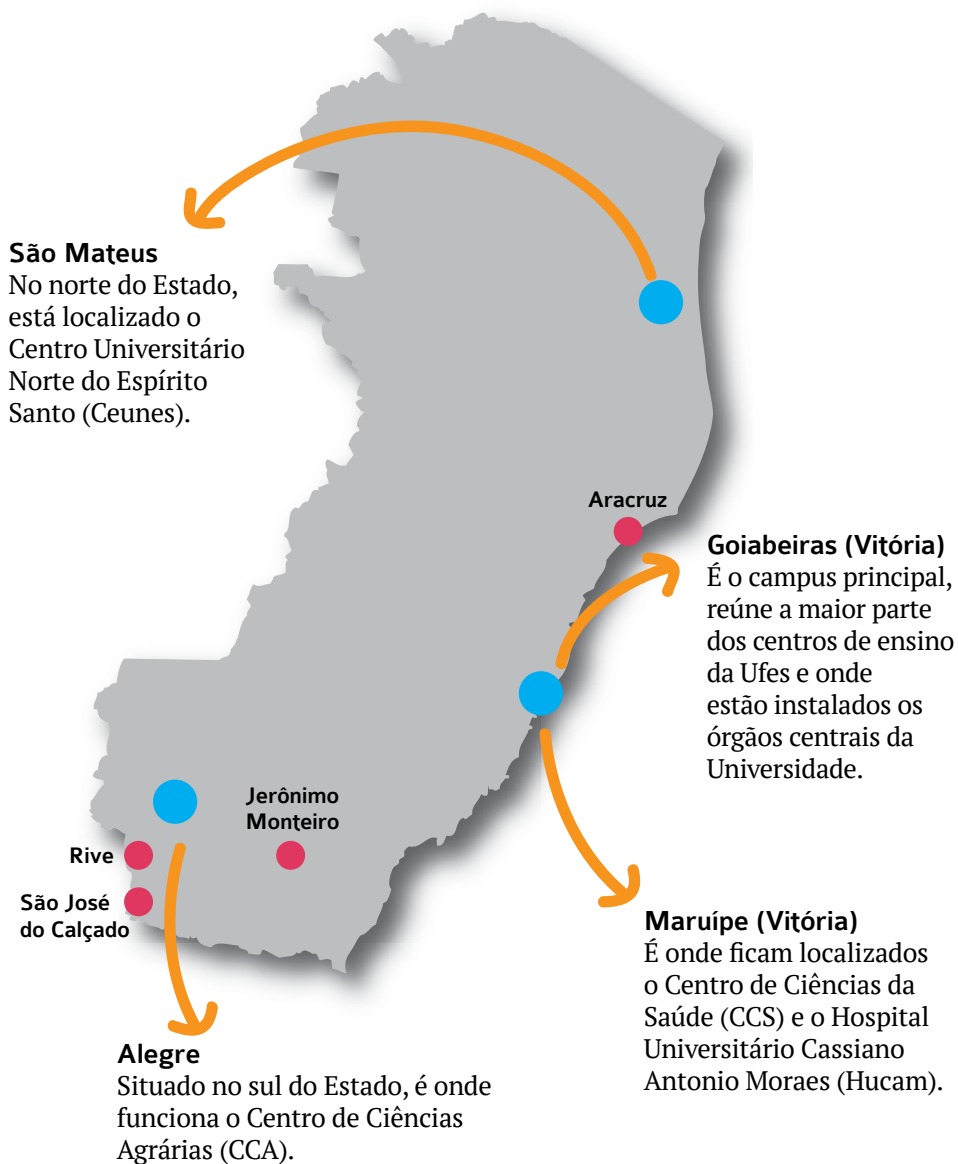 São Mateus
No norte do Estado,
está localizado o
Centro Universitário
Norte do Espírito
Santo (Ceunes).
Aracruz
Goiabeiras (Vitória)
É o campus principal,
reúne a maior parte
dos centros de ensino
da Ufes e onde
estão instalados os
órgãos centrais da
Universidade.
Jerônimo
Monteiro
Rive
São José
do Calçado
Maruípe (Vitória)
É onde ficam localizados
o Centro de Ciências da
Saúde (CCS) e o Hospital
Universitário Cassiano
Antonio Moraes (Hucam).
Alegre
Situado no sul do Estado, é onde
funciona o Centro de Ciências
Agrárias (CCA).